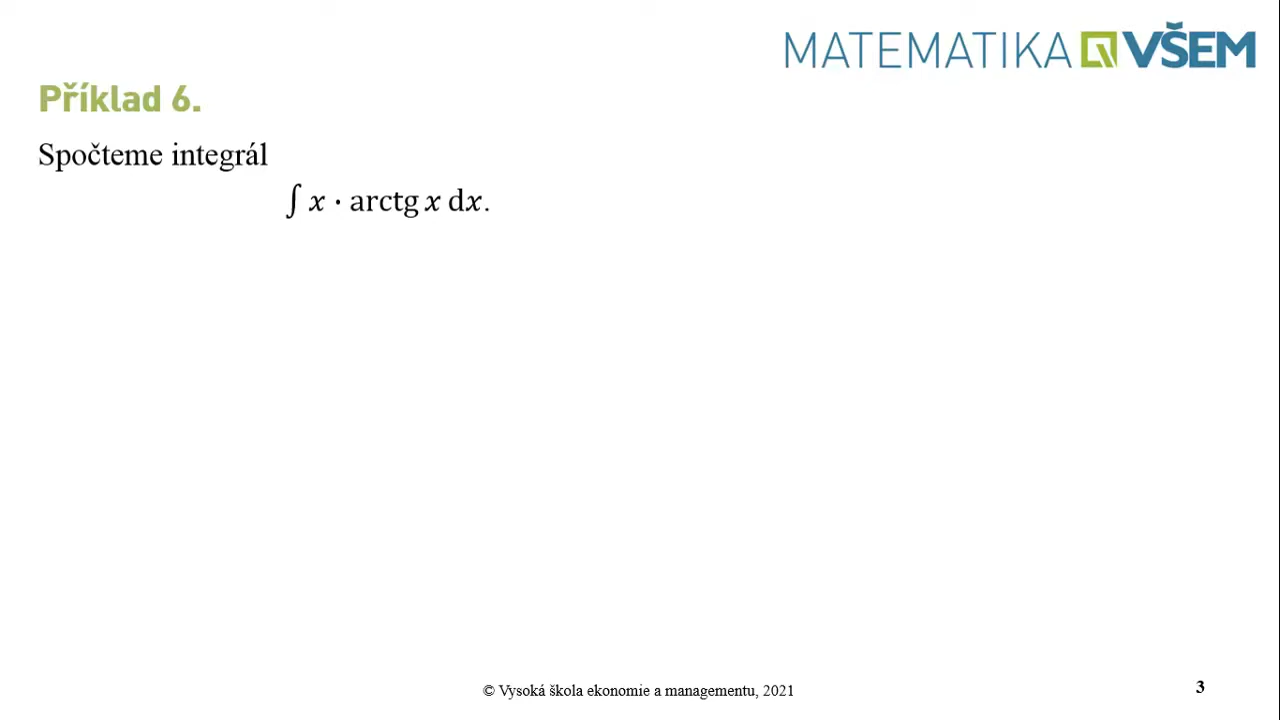 MATEMATIKA VŠEM
Příklad 6.
Spočteme integrál
∫ x · arctg x dx.
© Vysoká škola ekonomie a managementu, 2021
3